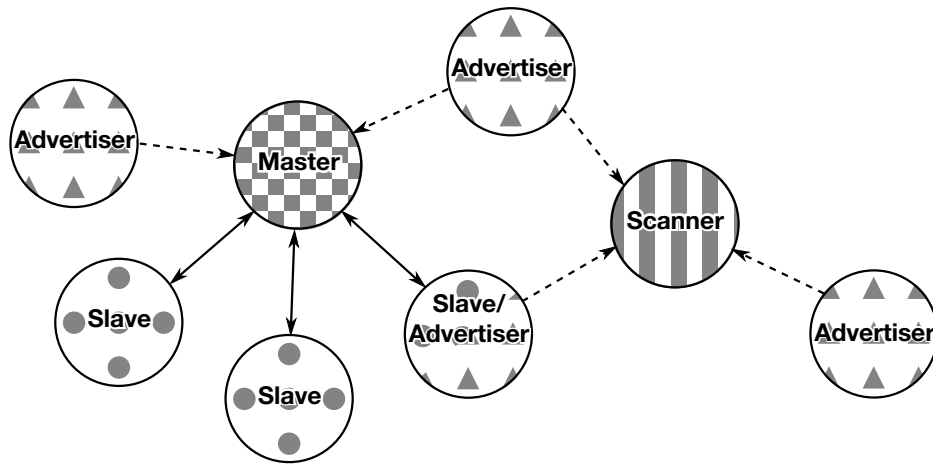 Advertiser
Advertiser
Master
Scanner
Slave
Slave/
Advertiser
Advertiser
Slave